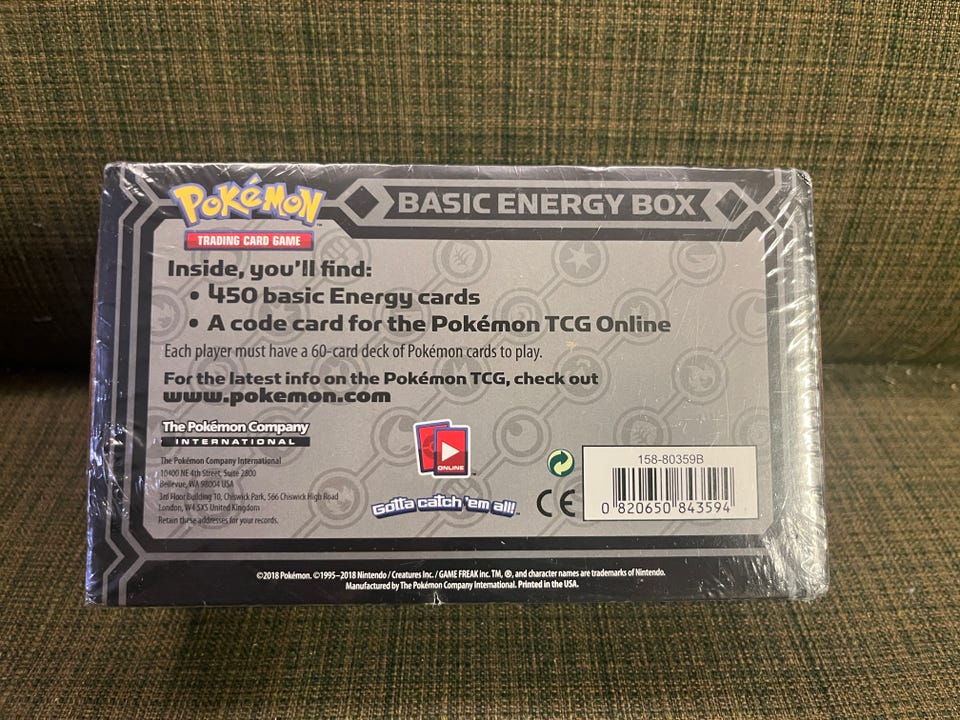 POKéMON™
TRADING CARD GAME
BASIC ENERGY BOX
Inside, you'll find:
• 450 basic Energy cards
• A code card for the Pokémon TCG Online
Each player must have a 60-card deck of Pokémon cards to play.
For the latest info on the Pokémon TCG, check out
www.pokemon.com
The Pokémon Company
INTERNATIONAL
The Pokémon Company International
10400 NE 4th Street, Suite 2800
Bellevue, WA 98004 USA
3rd Floor Building 10, Chiswick Park, 566 Chiswick High Road
London, W4 5XS United Kingdom
Retain these addresses for your records.
ONLINE™
Gotta catch 'em all!™
CE
158-80359B
0 820650 843594
©2018 Pokémon. ©1995–2018 Nintendo / Creatures Inc. / GAME FREAK inc. TM, ®, and character names are trademarks of Nintendo.
Manufactured by The Pokémon Company International. Printed in the USA.